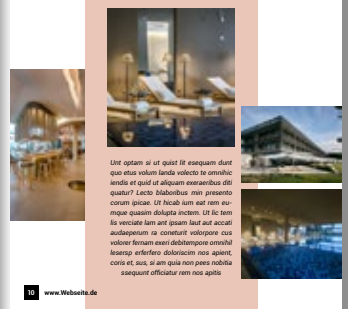 Unt optam si ut quist lit esequam dunt
quo etus volum landa volecto te omnihic
iendis et quid ut aliquam exeraeribus dit
quatur? Lecto blaboribus min presento
corum ipicae. Ut hicab ium eat rem eu-
mque quasim dolupta inctem. Ut lic tem
lis verciate lam ant ipsam laut aut accati
audaeperum ra coneturit volorpore cus
volorer fernam exeri debitempore omnihil
lesersp erferfero doloriscim nos apient,
coris et, sus, si am quia non pees nobitia
ssequunt officiatur rem nos apitis
10 www.Webseite.de